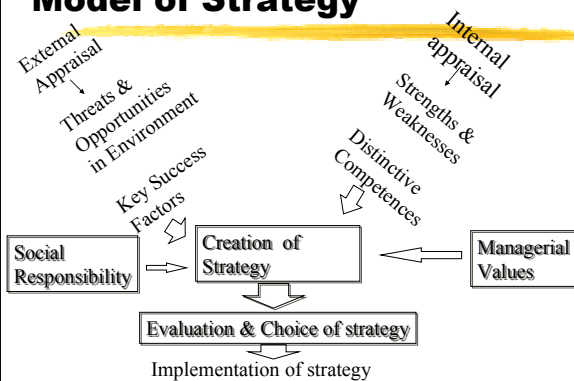 Model of Strategy
External
Appraisal
Threats &
Opportunities
in Environment
Key Success
Factors
Internal
appraisal
Strengths &
Weaknesses
Distinctive
Competences
Social
Responsibility
Creation of
Strategy
Managerial
Values
Evaluation & Choice of strategy
Implementation of strategy